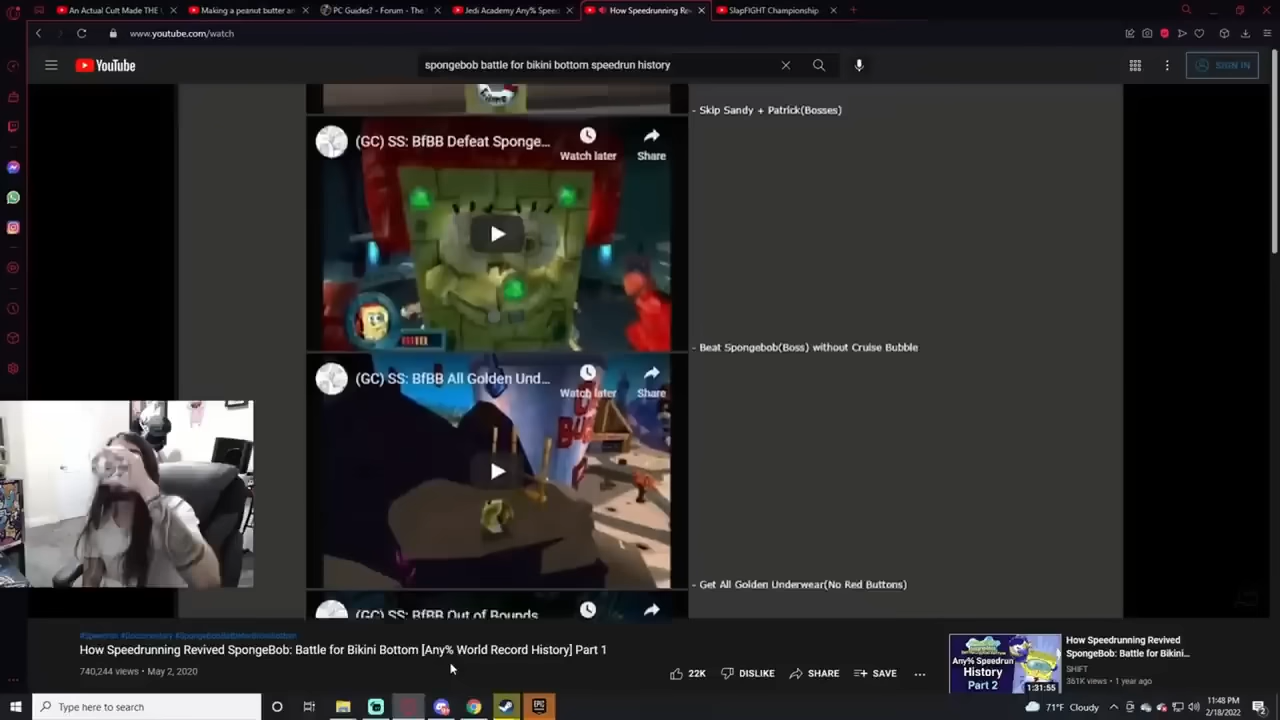 An Actual Cult Made THE
Making a peanut butter an
PC Guides? - Forum - The
Jedi Academy Any% Speed
How Speedrunning Re
SlapFIGHT Championship
www.youtube.com/watch
YouTube
spongebob battle for bikini bottom speedrun history
SIGN IN
- Skip Sandy + Patrick(Bosses)
(GC) SS: BfBB Defeat Sponge...
Watch later
Share
- Beat Spongebob(Boss) without Cruise Bubble
(GC) SS: BfBB All Golden Und...
Watch later
Share
- Get All Golden Underwear(No Red Buttons)
(GC) SS: BfBB Out of Bounds
How Speedrunning Revived SpongeBob: Battle for Bikini Bottom [Any% World Record History] Part 1
740,244 views • May 2, 2020
22K
DISLIKE
SHARE
SAVE
Any% Speedrun
History
Part 2
1:31:55
How Speedrunning Revived
SpongeBob: Battle for Bikini...
SHIFT
361K views • 1 year ago
Type here to search
71°F Cloudy
11:48 PM
2/18/2022